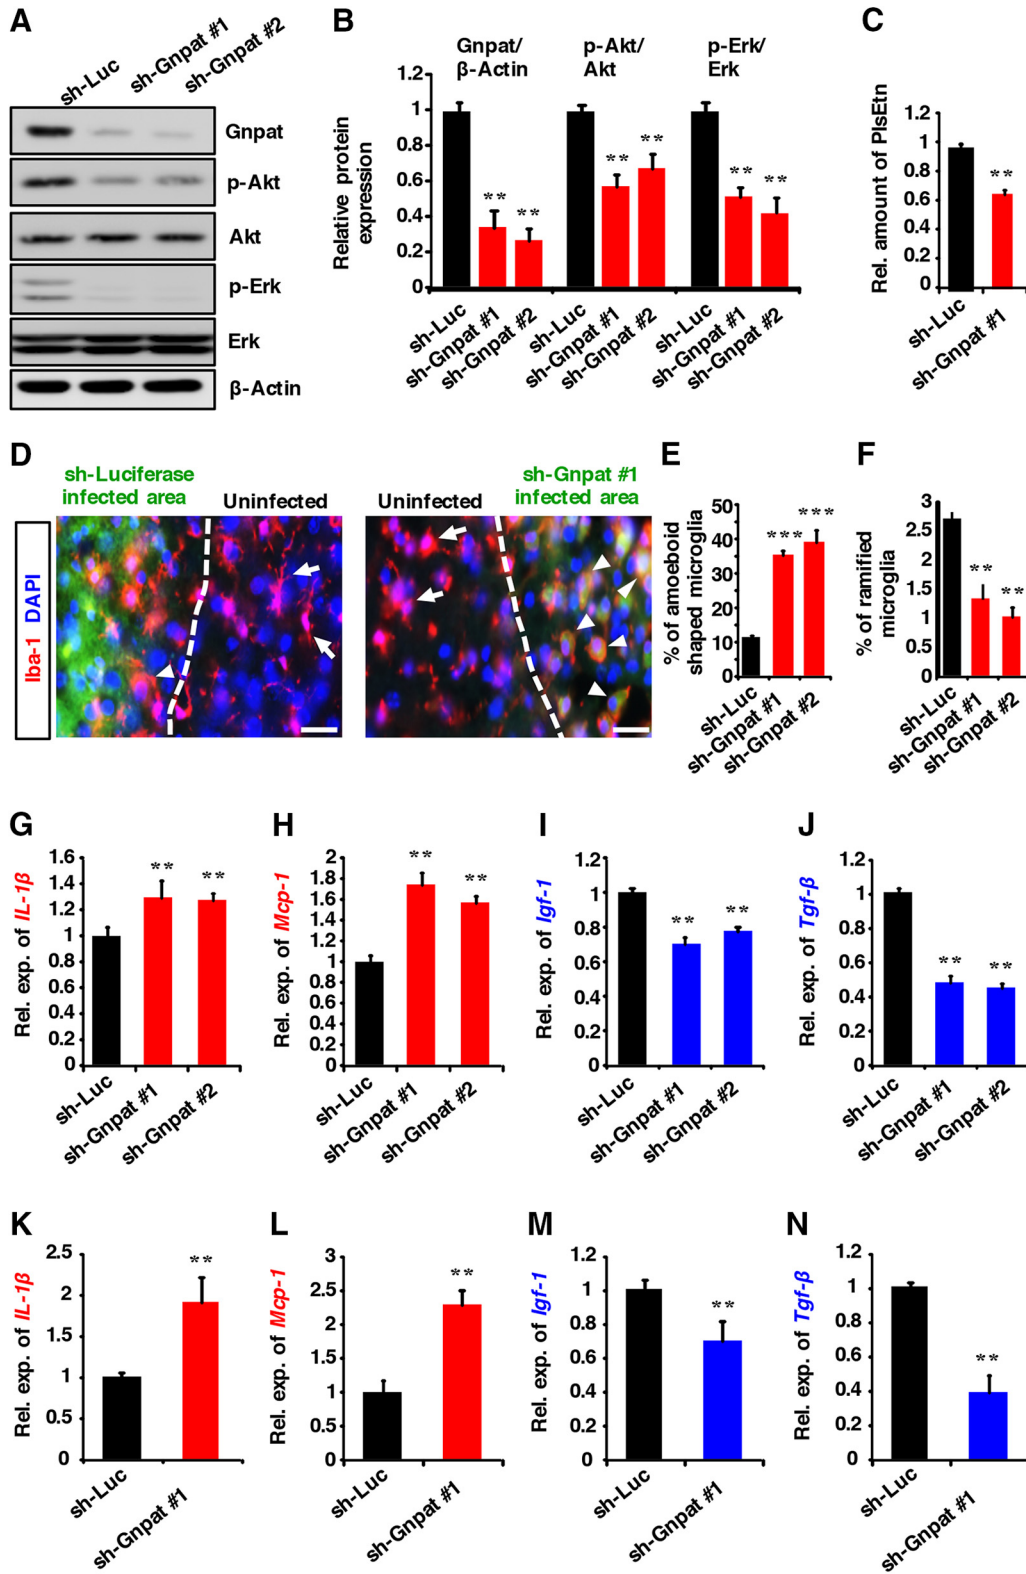 A
sh-Luc
sh-Gnpat #1
sh-Gnpat #2
Gnpat
p-Akt
Akt
p-Erk
Erk
β-Actin
B
Gnpat/
β-Actin
p-Akt/
Akt
p-Erk/
Erk
Relative protein
expression
1.2
1
0.8
0.6
0.4
0.2
0
** ** ** ** ** **
sh-Luc
sh-Gnpat #1
sh-Gnpat #2
sh-Luc
sh-Gnpat #1
sh-Gnpat #2
sh-Luc
sh-Gnpat #1
sh-Gnpat #2
C
Rel. amount of PlsEtn
1.2
1
0.8
0.6
0.4
0.2
0
**
sh-Luc
sh-Gnpat #1
D
sh-Luciferase
infected area
Uninfected
Uninfected
sh-Gnpat #1
infected area
Iba-1 DAPI
E
% of amoeboid
shaped microglia
50
40
30
20
10
0
*** ***
sh-Luc
sh-Gnpat #1
sh-Gnpat #2
F
% of ramified
microglia
3
2.5
2
1.5
1
0.5
0
** **
sh-Luc
sh-Gnpat #1
sh-Gnpat #2
G
Rel. exp. of IL-1β
1.6
1.4
1.2
1
0.8
0.6
0.4
0.2
0
** **
sh-Luc
sh-Gnpat #1
sh-Gnpat #2
H
Rel. exp. of Mcp-1
2
1.8
1.6
1.4
1.2
1
0.8
0.6
0.4
0.2
0
** **
sh-Luc
sh-Gnpat #1
sh-Gnpat #2
I
Rel. exp. of Igf-1
1.2
1
0.8
0.6
0.4
0.2
0
** **
sh-Luc
sh-Gnpat #1
sh-Gnpat #2
J
Rel. exp. of Tgf-β
1.2
1
0.8
0.6
0.4
0.2
0
** **
sh-Luc
sh-Gnpat #1
sh-Gnpat #2
K
Rel. exp. of IL-1β
2.5
2
1.5
1
0.5
0
**
sh-Luc
sh-Gnpat #1
L
Rel. exp. of Mcp-1
3
2.5
2
1.5
1
0.5
0
**
sh-Luc
sh-Gnpat #1
M
Rel. exp. of Igf-1
1.2
1
0.8
0.6
0.4
0.2
0
**
sh-Luc
sh-Gnpat #1
N
Rel. exp. of Tgf-β
1.2
1
0.8
0.6
0.4
0.2
0
**
sh-Luc
sh-Gnpat #1